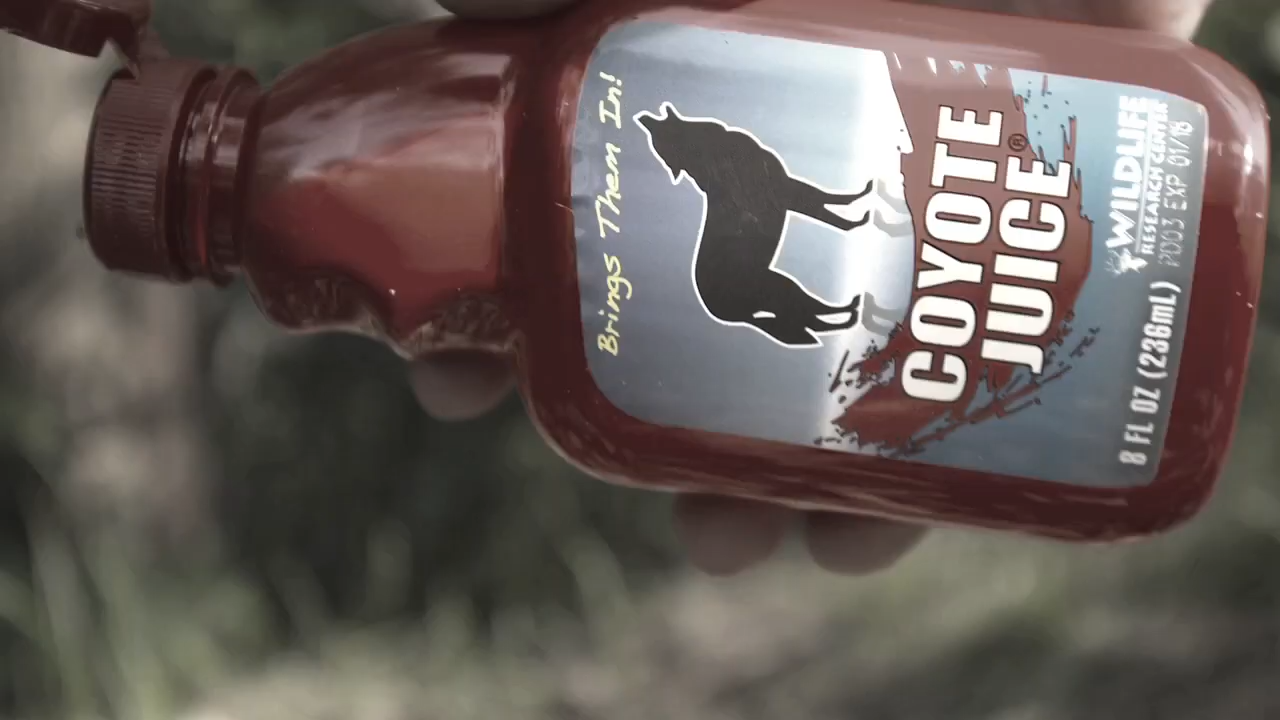 Brings Them In!
COYOTE
JUICE®
WILDLIFE
RESEARCH CENTER
P003 EXP 01/18
8 FL OZ (236mL)